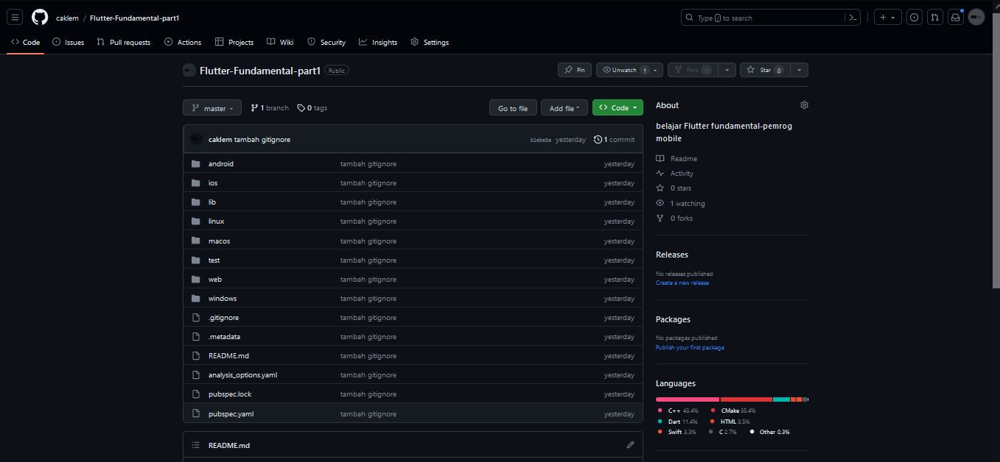 caklem / Flutter-Fundamental-part1
Type / to search
Code Issues Pull requests Actions Projects Wiki Security Insights Settings
Flutter-Fundamental-part1 Public
Pin Unwatch 1 Fork 0 Star 0
master 1 branch 0 tags Go to file Add file Code
caklem tambah gitignore b1ebe8a yesterday 1 commit
android tambah gitignore yesterday
ios tambah gitignore yesterday
lib tambah gitignore yesterday
linux tambah gitignore yesterday
macos tambah gitignore yesterday
test tambah gitignore yesterday
web tambah gitignore yesterday
windows tambah gitignore yesterday
.gitignore tambah gitignore yesterday
.metadata tambah gitignore yesterday
README.md tambah gitignore yesterday
analysis_options.yaml tambah gitignore yesterday
pubspec.lock tambah gitignore yesterday
pubspec.yaml tambah gitignore yesterday
README.md
About
belajar Flutter fundamental-pemrog
mobile
Readme
Activity
0 stars
1 watching
0 forks
Releases
No releases published
Create a new release
Packages
No packages published
Publish your first package
Languages
C++ 43.4% CMake 35.4%
Dart 11.4% HTML 3.5%
Swift 3.3% C 2.7% Other 0.3%